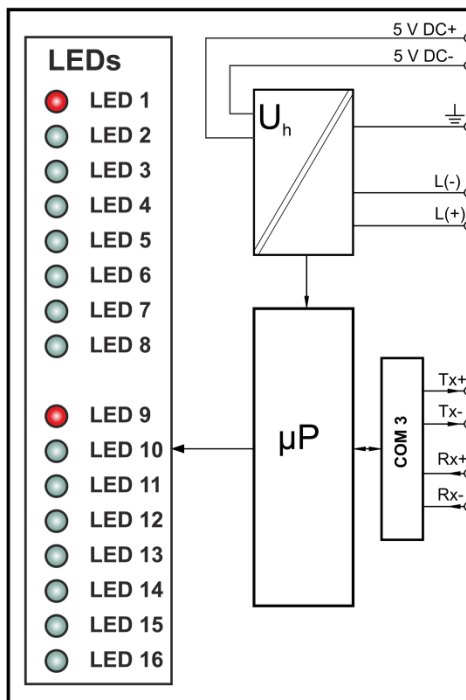 LEDs
LED 1
LED 2
LED 3
LED 4
LED 5
LED 6
LED 7
LED 8
LED 9
LED 10
LED 11
LED 12
LED 13
LED 14
LED 15
LED 16
5 V DC+
5 V DC-
Uh
L(-)
L(+)
µP
COM 3
Tx+
Tx-
Rx+
Rx-